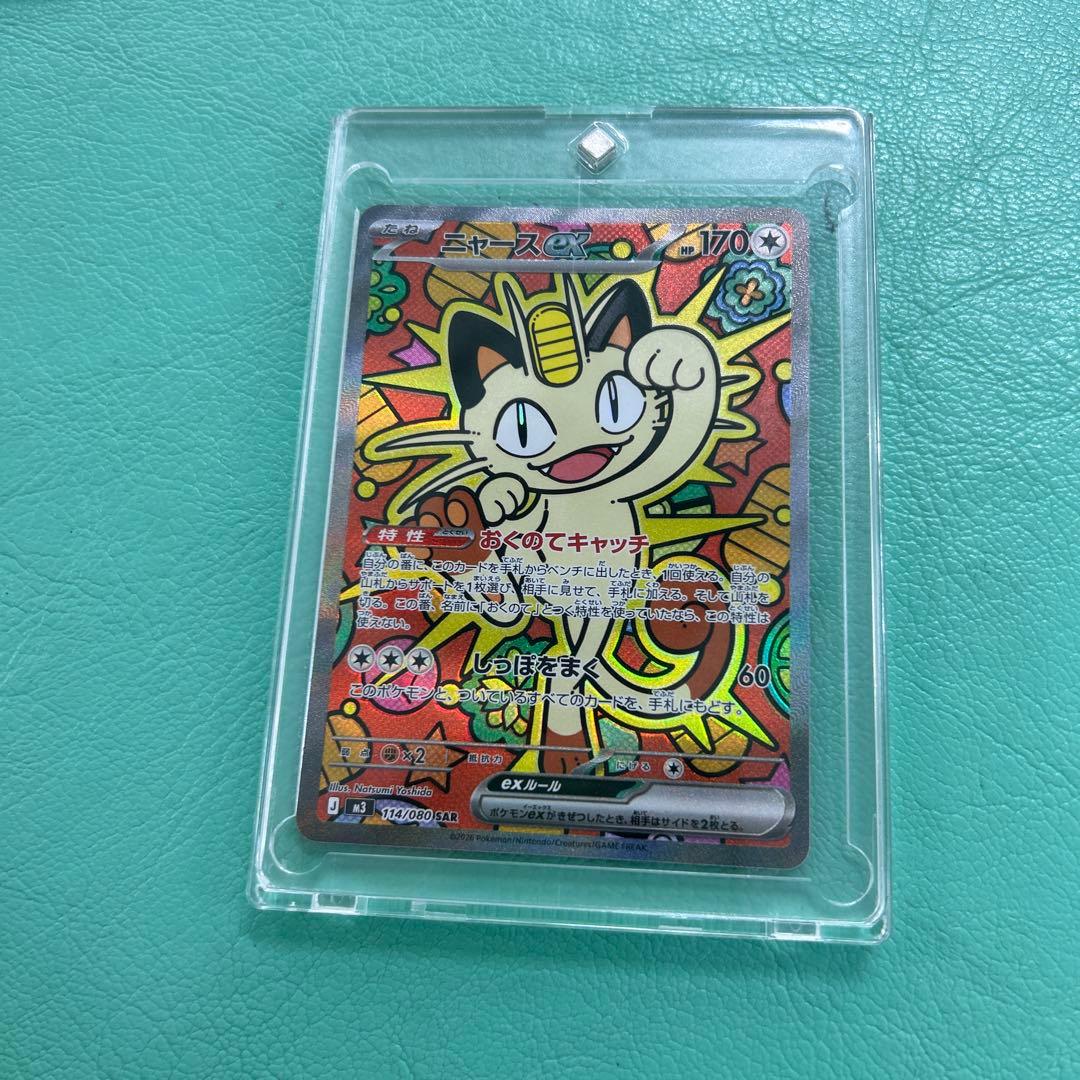 たね ニャースex HP170
特性 とくせい おくのてキャッチ
自分の番に、このカードを手札からベンチに出したとき、1回使える。自分の
山札からサポートを1枚選び、相手に見せて、手札に加える。そして山札を
切る。この番、名前に「おくのて」とつく特性を使っていたなら、この特性は
使えない。
しっぽをまく 60
このポケモンと、ついているすべてのカードを、手札にもどす。
弱点 ×2 抵抗力 にげる
Illus. Natsumi Yoshida
exルール
J M3 114/080 SAR
ポケモンexがきぜつしたとき、相手はサイドを2枚とる。
©2026 Pokémon/Nintendo/Creatures/GAME FREAK.